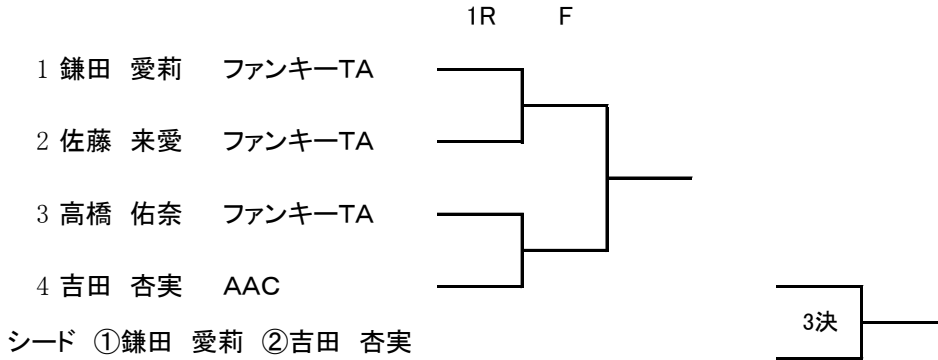 1R F
1 鎌田 愛莉 ファンキーTA
2 佐藤 来愛 ファンキーTA
3 高橋 佑奈 ファンキーTA
4 吉田 杏実 AAC
3決
シード ①鎌田 愛莉 ②吉田 杏実